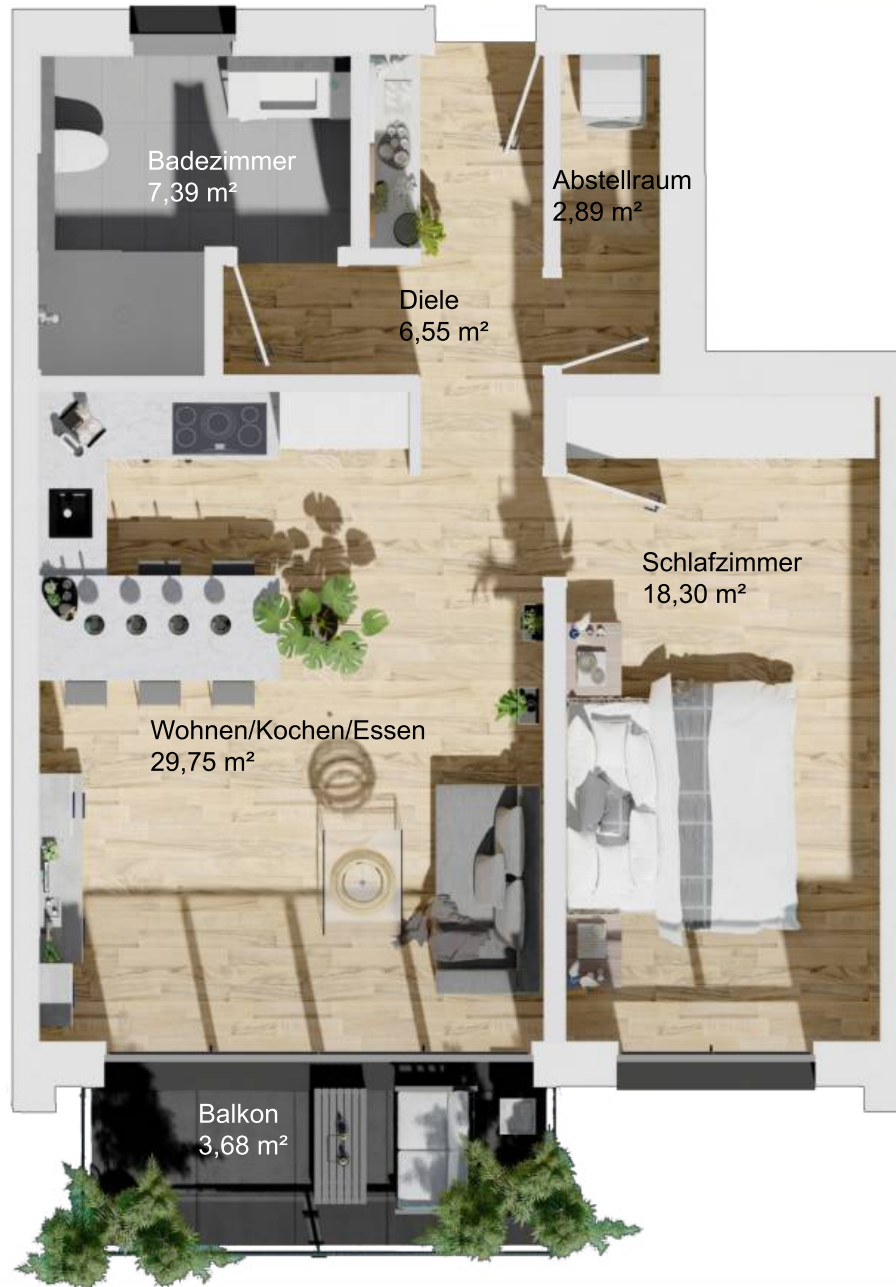 Badezimmer
7,39 m²
Abstellraum
2,89 m²
Diele
6,55 m²
Schlafzimmer
18,30 m²
Wohnen/Kochen/Essen
29,75 m²
Balkon
3,68 m²